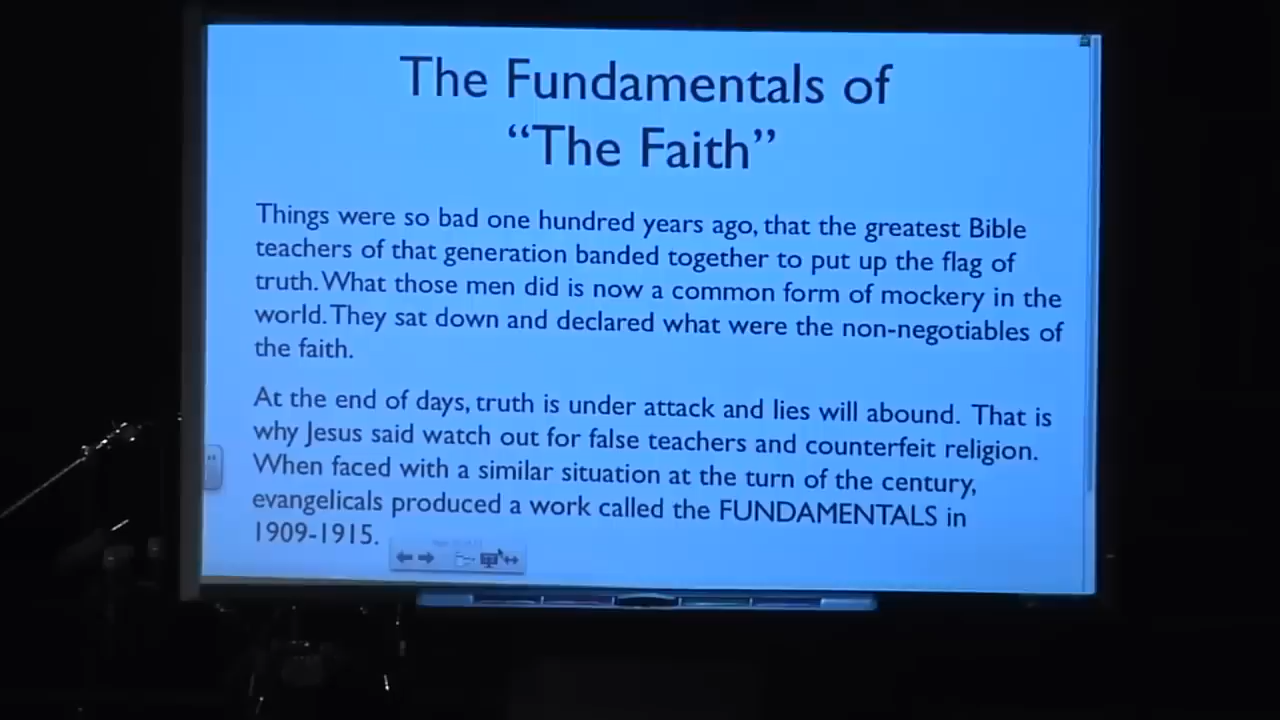 The Fundamentals of
“The Faith”
Things were so bad one hundred years ago, that the greatest Bible
teachers of that generation banded together to put up the flag of
truth. What those men did is now a common form of mockery in the
world. They sat down and declared what were the non-negotiables of
the faith.
At the end of days, truth is under attack and lies will abound. That is
why Jesus said watch out for false teachers and counterfeit religion.
When faced with a similar situation at the turn of the century,
evangelicals produced a work called the FUNDAMENTALS in
1909-1915.